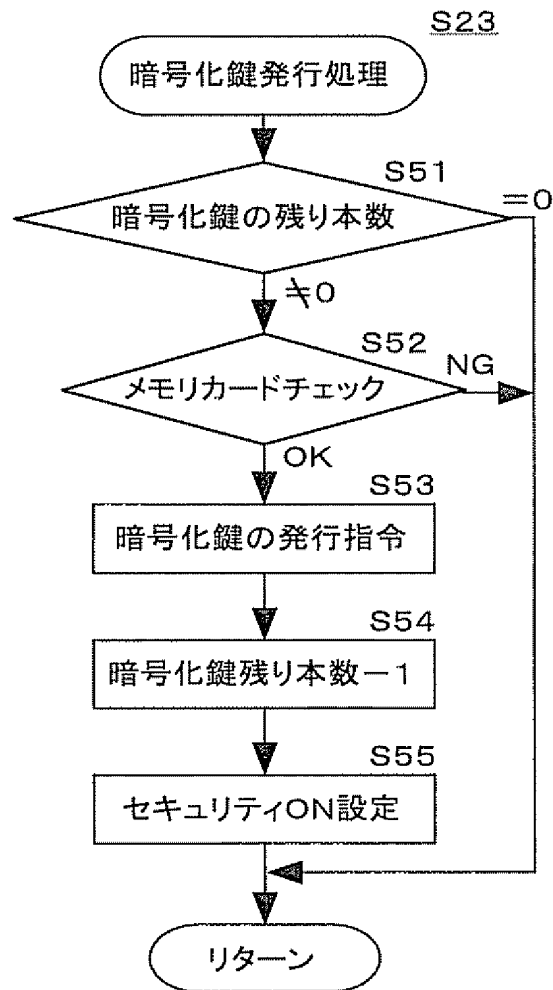 S23
暗号化鍵発行処理
S51
暗号化鍵の残り本数
=0
≠0
S52
メモリカードチェック
NG
OK
S53
暗号化鍵の発行指令
S54
暗号化鍵残り本数−1
S55
セキュリティON設定
リターン